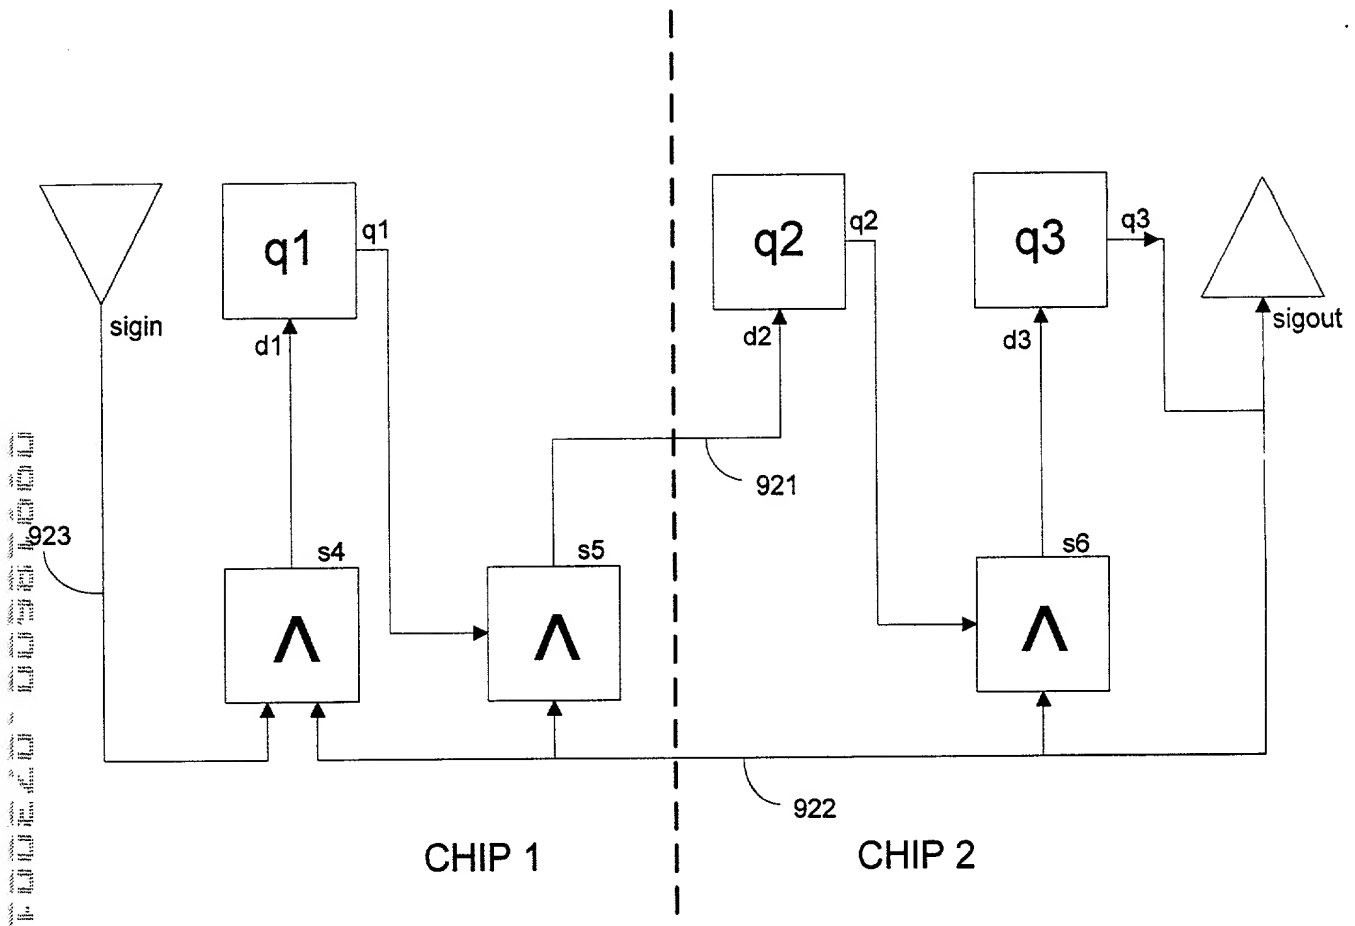 q1
q1
q2
q2
q3
q3
sigin
d1
d2
d3
sigout
921
923
s4
s5
s6
Λ
Λ
Λ
922
CHIP 1
CHIP 2